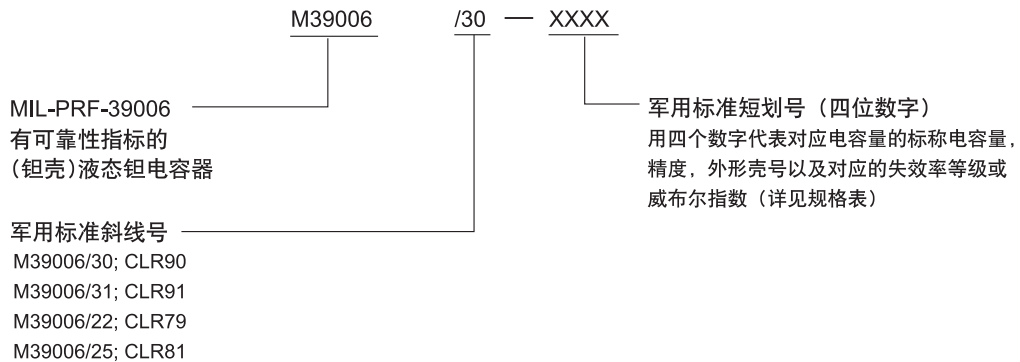 M39006 /30 — XXXX
MIL-PRF-39006
有可靠性指标的
（钽壳）液态钽电容器
军用标准短划号（四位数字）
用四个数字代表对应电容量的标称电容量，
精度，外形壳号以及对应的失效率等级或
威布尔指数（详见规格表）
军用标准斜线号
M39006/30; CLR90
M39006/31; CLR91
M39006/22; CLR79
M39006/25; CLR81